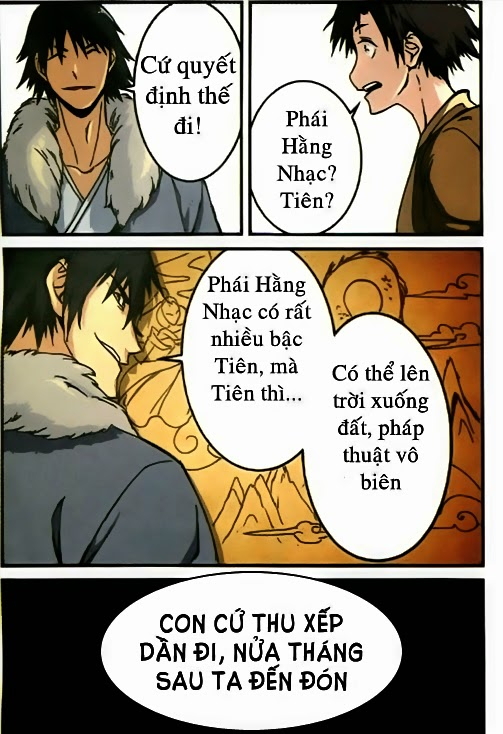 Cứ quyết
định thế
đi!
Phái
Hằng
Nhạc?
Tiên?
Phái Hằng
Nhạc có rất
nhiều bậc
Tiên, mà
Tiên thì...
Có thể lên
trời xuống
đất, pháp
thuật vô
biên
CON CỨ THU XẾP
DẦN ĐI, NỬA THÁNG
SAU TA ĐẾN ĐÓN